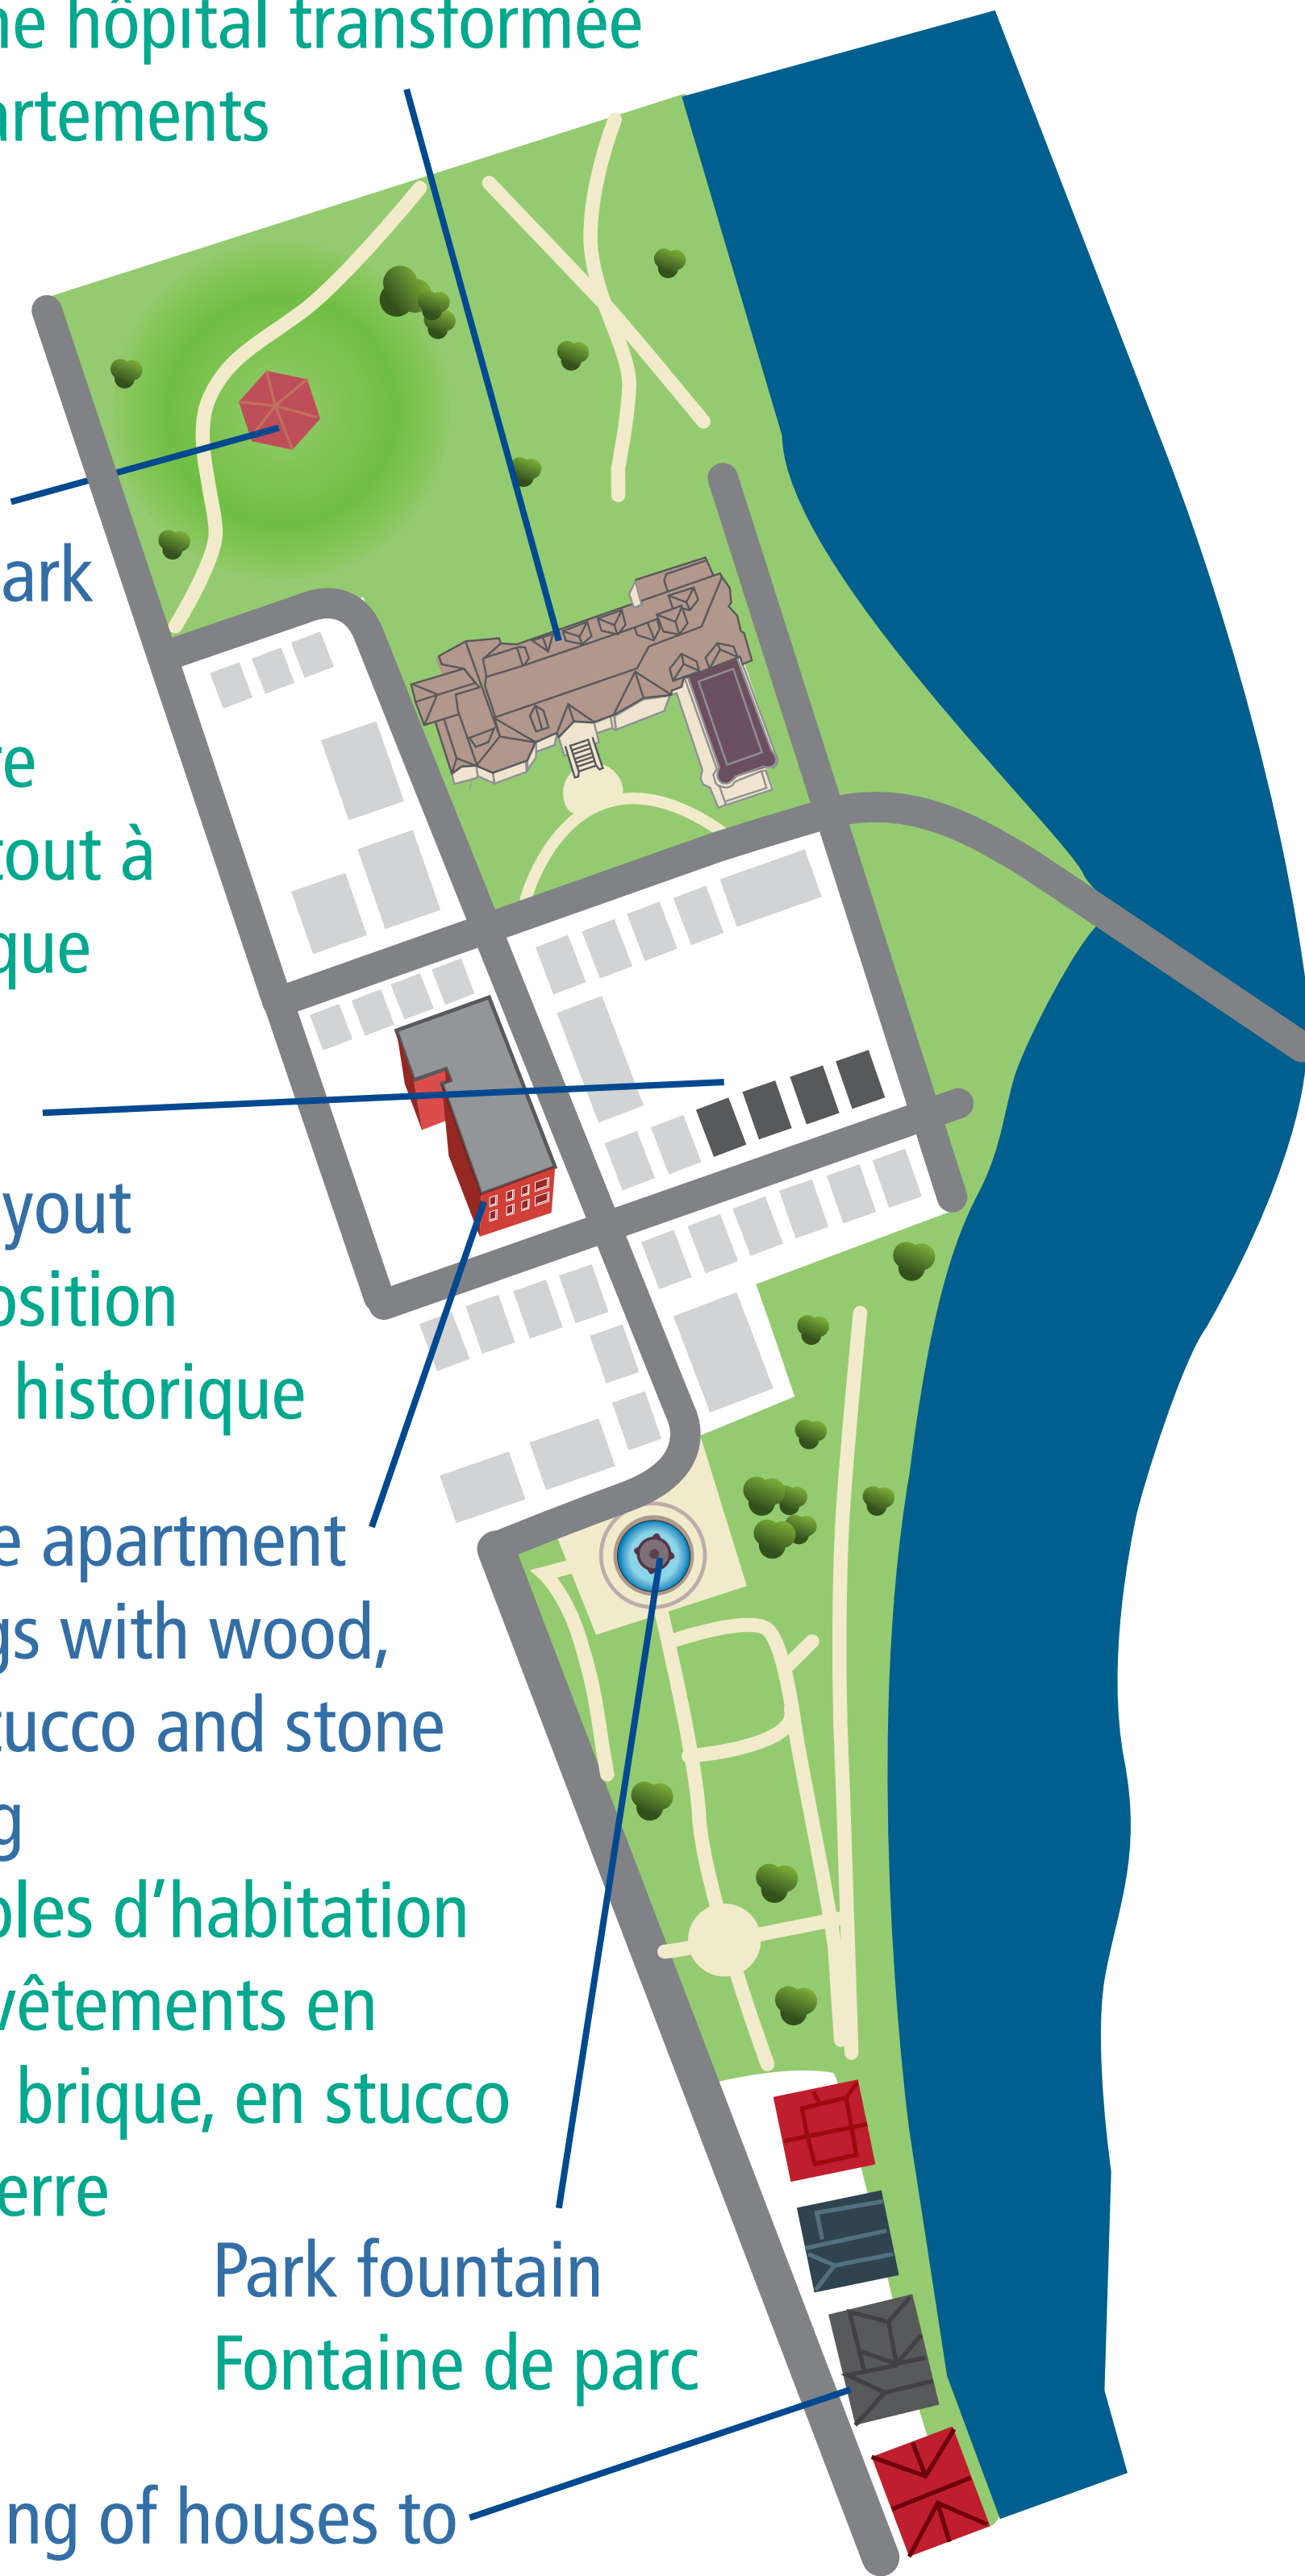 ne hôpital transformée
artements
ark
re
tout à
que
yout
osition
historique
e apartment
gs with wood,
tucco and stone
g
bles d’habitation
vêtements en
brique, en stucco
erre
Park fountain
Fontaine de parc
ng of houses to